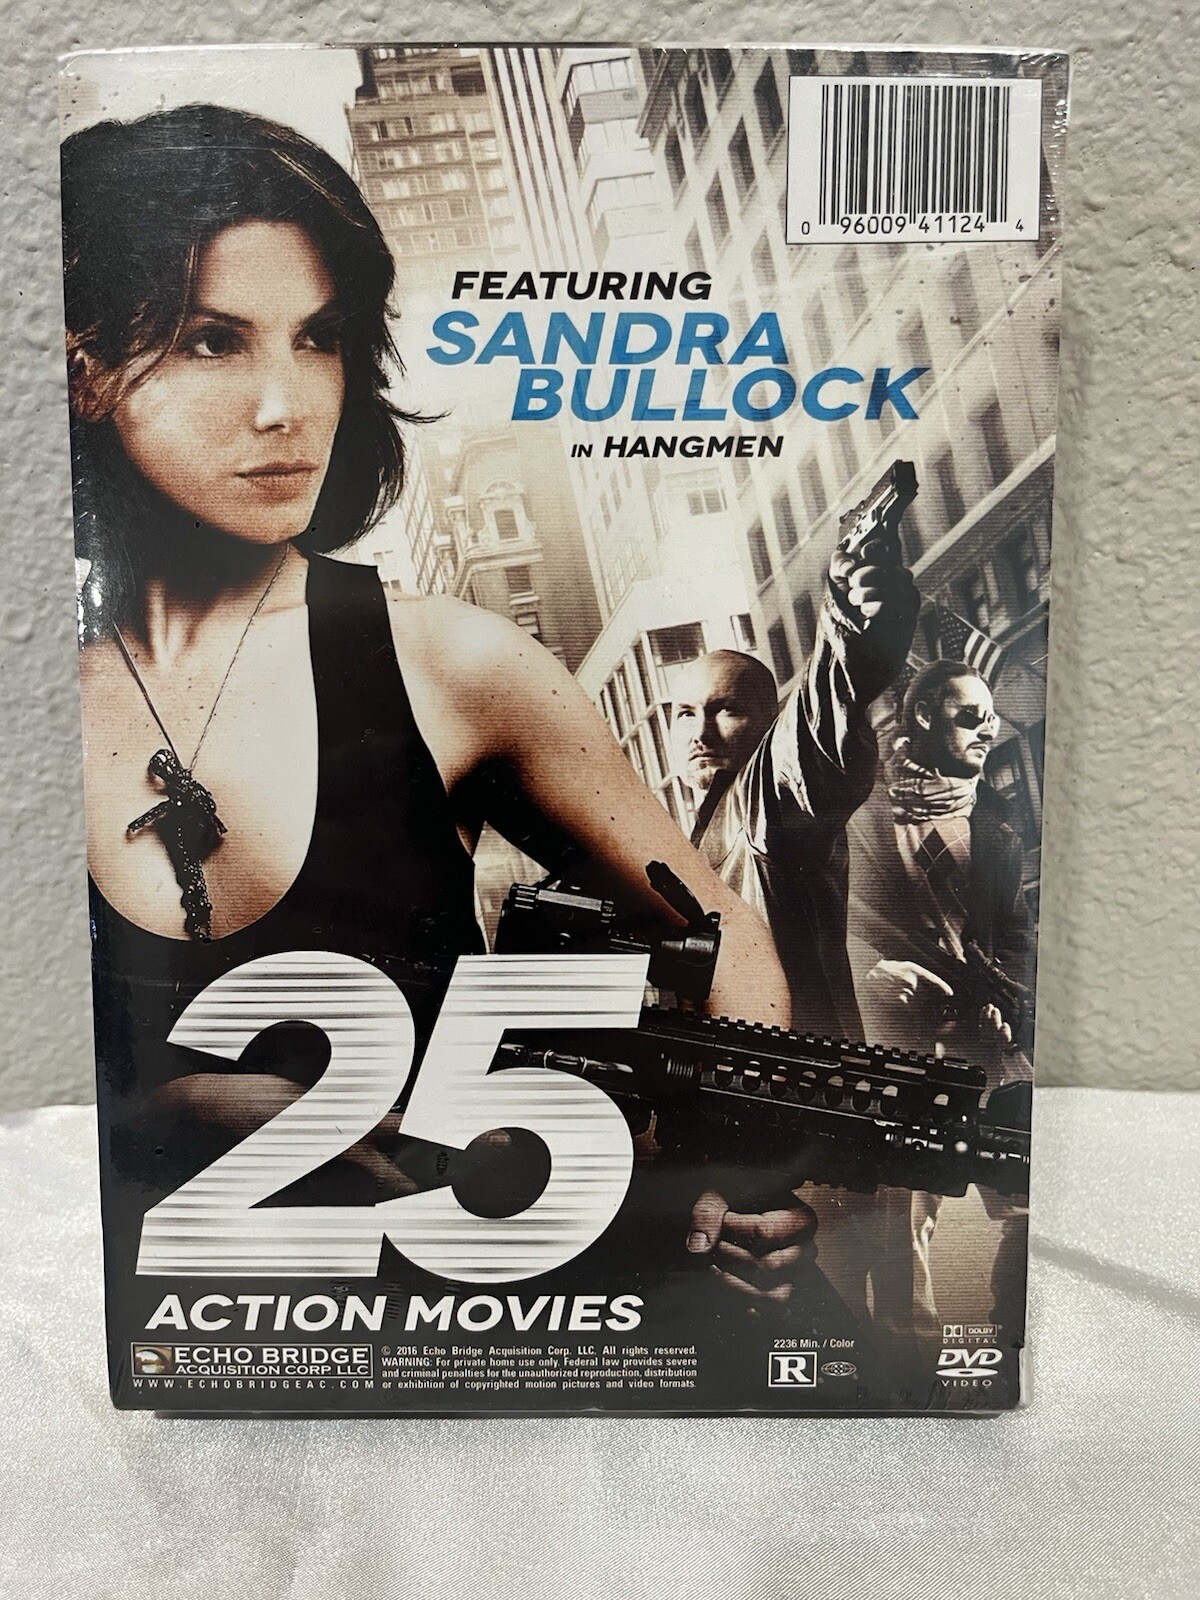 0 96009 41124 4
FEATURING
SANDRA
BULLOCK
IN HANGMEN
25
ACTION MOVIES
ECHO BRIDGE
ACQUISITION CORP. LLC
WWW.ECHOBRIDGEAC.COM
© 2016 Echo Bridge Acquisition Corp. LLC. All rights reserved.
WARNING: For private home use only. Federal law provides severe
and criminal penalties for the unauthorized reproduction, distribution
or exhibition of copyrighted motion pictures and video formats.
2236 Min. / Color
R
DOLBY
DIGITAL
DVD
VIDEO